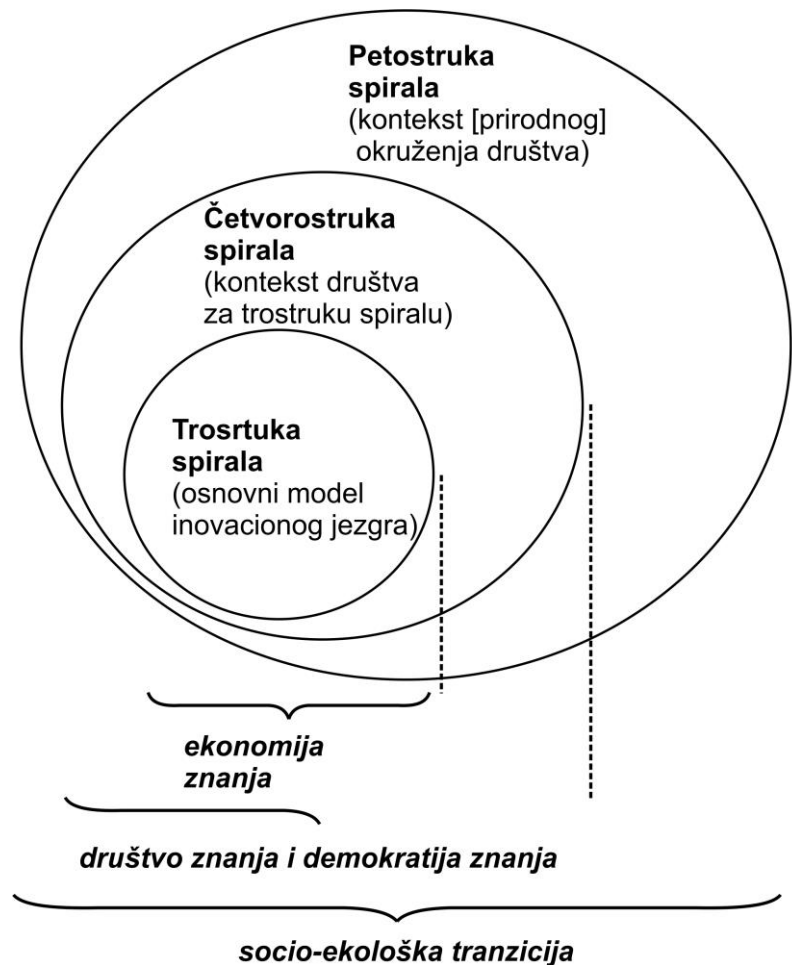 Petostruka
spirala
(kontekst [prirodnog]
okruženja društva)
Četvorostruka
spirala
(kontekst društva
za trostruku spiralu)
Trosrtuka
spirala
(osnovni model
inovacionog jezgra)
ekonomija
znanja
društvo znanja i demokratija znanja
socio-ekološka tranzicija